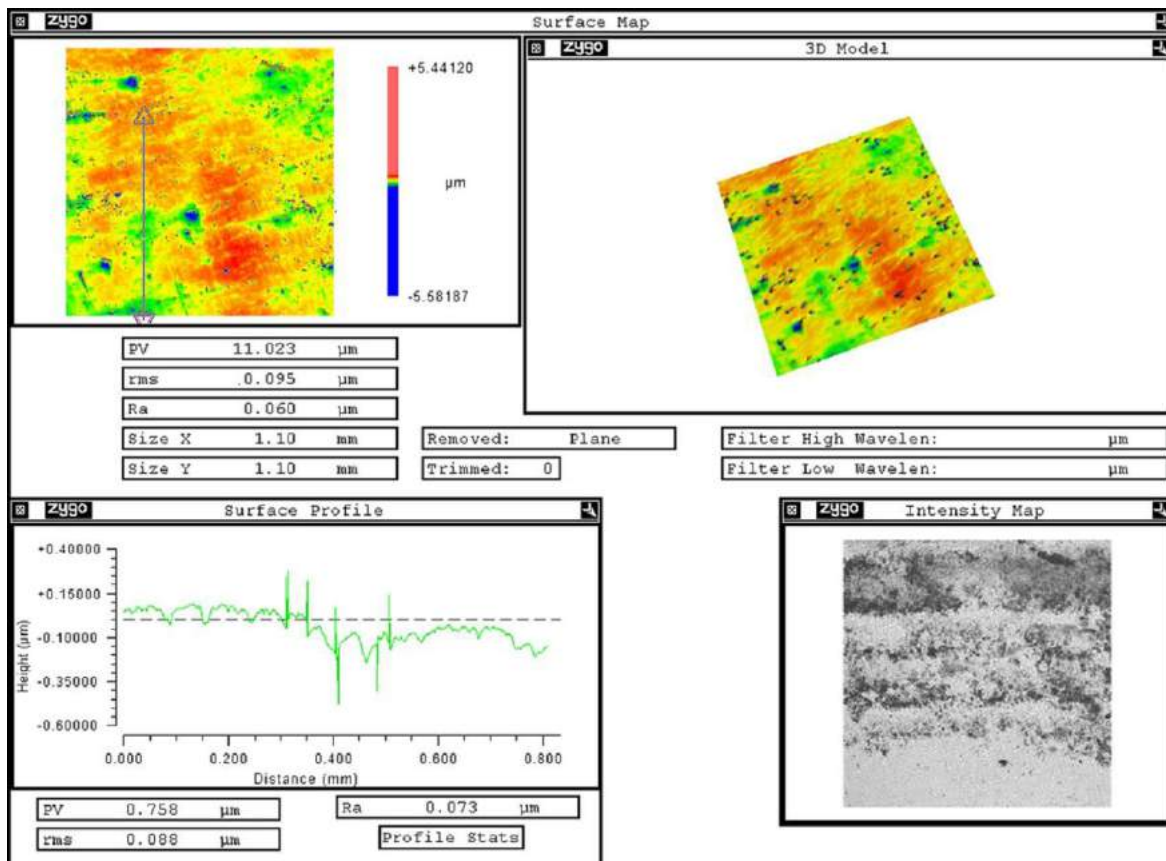 zygo Surface Map
+5.44120
µm
-5.58187
zygo 3D Model
PV 11.023 µm
rms 0.095 µm
Ra 0.060 µm
Size X 1.10 mm
Size Y 1.10 mm
Removed: Plane
Trimmed: 0
Filter High Wavelen: µm
Filter Low Wavelen: µm
zygo Surface Profile
Height (µm)
+0.40000
+0.15000
-0.10000
-0.35000
-0.60000
0.000 0.200 0.400 0.600 0.800
Distance (mm)
PV 0.758 µm
rms 0.088 µm
Ra 0.073 µm
Profile Stats
zygo Intensity Map